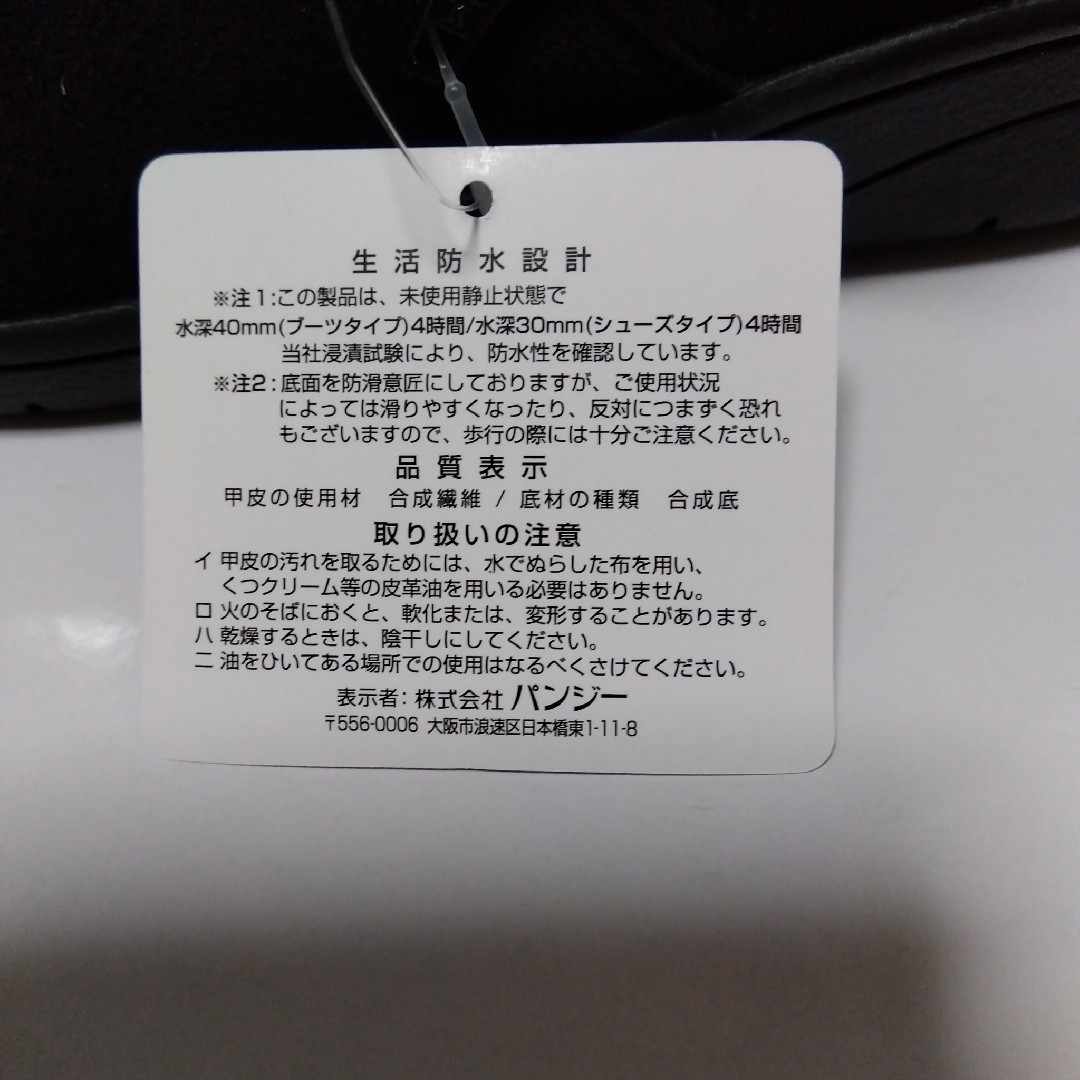 生活防水設計
※注1:この製品は、未使用静止状態で
水深40mm(ブーツタイプ)4時間/水深30mm(シューズタイプ)4時間
当社浸漬試験により、防水性を確認しています。
※注2:底面を防滑意匠にしておりますが、ご使用状況
によっては滑りやすくなったり、反対につまずく恐れ
もございますので、歩行の際には十分ご注意ください。
品質表示
甲皮の使用材 合成繊維 / 底材の種類 合成底
取り扱いの注意
イ 甲皮の汚れを取るためには、水でぬらした布を用い、
くつクリーム等の皮革油を用いる必要はありません。
ロ 火のそばにおくと、軟化または、変形することがあります。
ハ 乾燥するときは、陰干しにしてください。
ニ 油をひいてある場所での使用はなるべくさけてください。
表示者:株式会社 パンジー
〒556-0006 大阪市浪速区日本橋東1-11-8